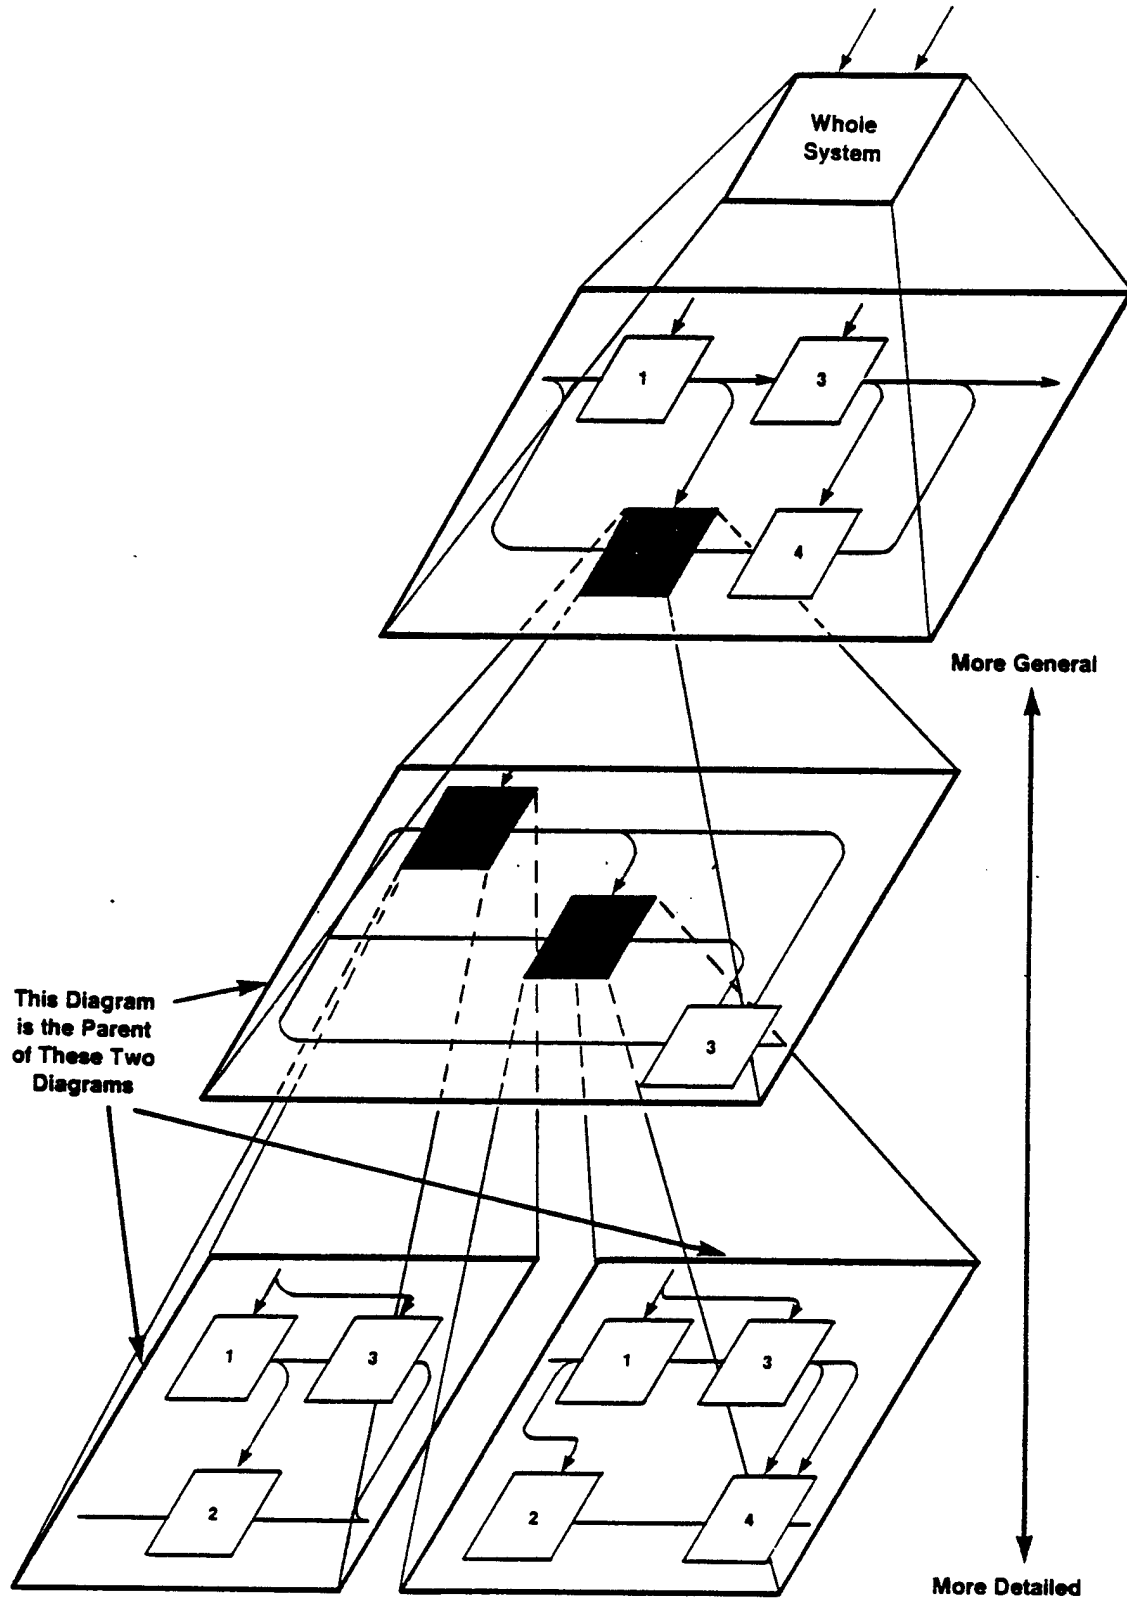 Whole
System
1
3
4
More General
3
This Diagram
is the Parent
of These Two
Diagrams
1
3
2
1
3
2
4
More Detailed